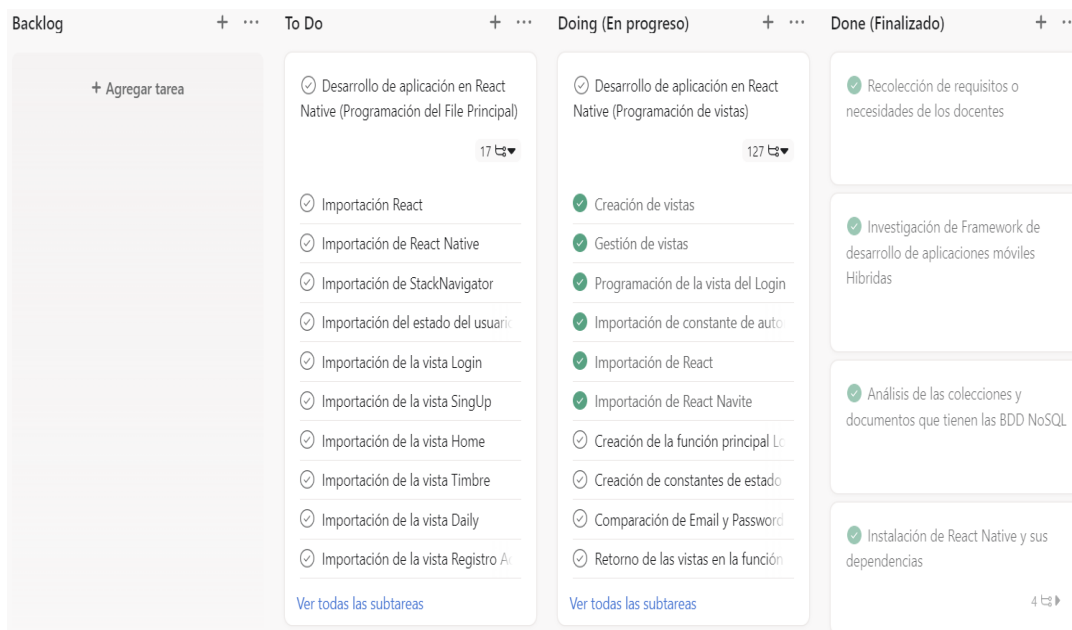 Backlog
+ Agregar tarea
To Do
Desarrollo de aplicación en React
Native (Programación del File Principal)
17
Importación React
Importación de React Native
Importación de StackNavigator
Importación del estado del usuario
Importación de la vista Login
Importación de la vista SingUp
Importación de la vista Home
Importación de la vista Timbre
Importación de la vista Daily
Importación de la vista Registro A
Ver todas las subtareas
Doing (En progreso)
Desarrollo de aplicación en React
Native (Programación de vistas)
127
Creación de vistas
Gestión de vistas
Programación de la vista del Login
Importación de constante de auto
Importación de React
Importación de React Navite
Creación de la función principal Lo
Creación de constantes de estado
Comparación de Email y Password
Retorno de las vistas en la función
Ver todas las subtareas
Done (Finalizado)
Recolección de requisitos o
necesidades de los docentes
Investigación de Framework de
desarrollo de aplicaciones móviles
Hibridas
Análisis de las colecciones y
documentos que tienen las BDD NoSQL
Instalación de React Native y sus
dependencias
4